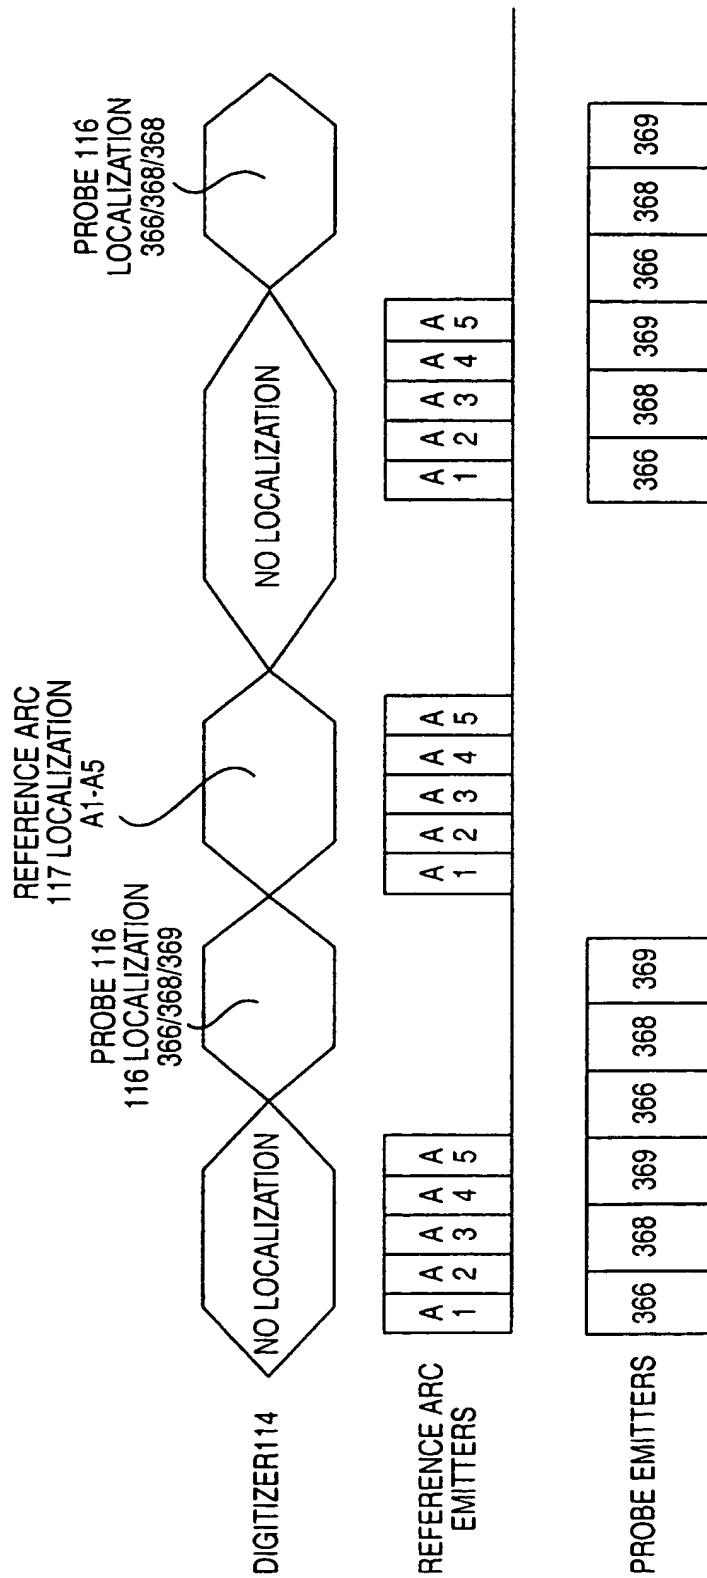 PROBE 116
LOCALIZATION
366/368/368
REFERENCE ARC
117 LOCALIZATION
A1-A5
PROBE 116
116 LOCALIZATION
366/368/369
DIGITIZER114
NO LOCALIZATION
NO LOCALIZATION
REFERENCE ARC
EMITTERS
A A A A A
1 2 3 4 5
A A A A A
1 2 3 4 5
A A A A A
1 2 3 4 5
PROBE EMITTERS
366 368 369 366 368 369
366 368 369 366 368 369